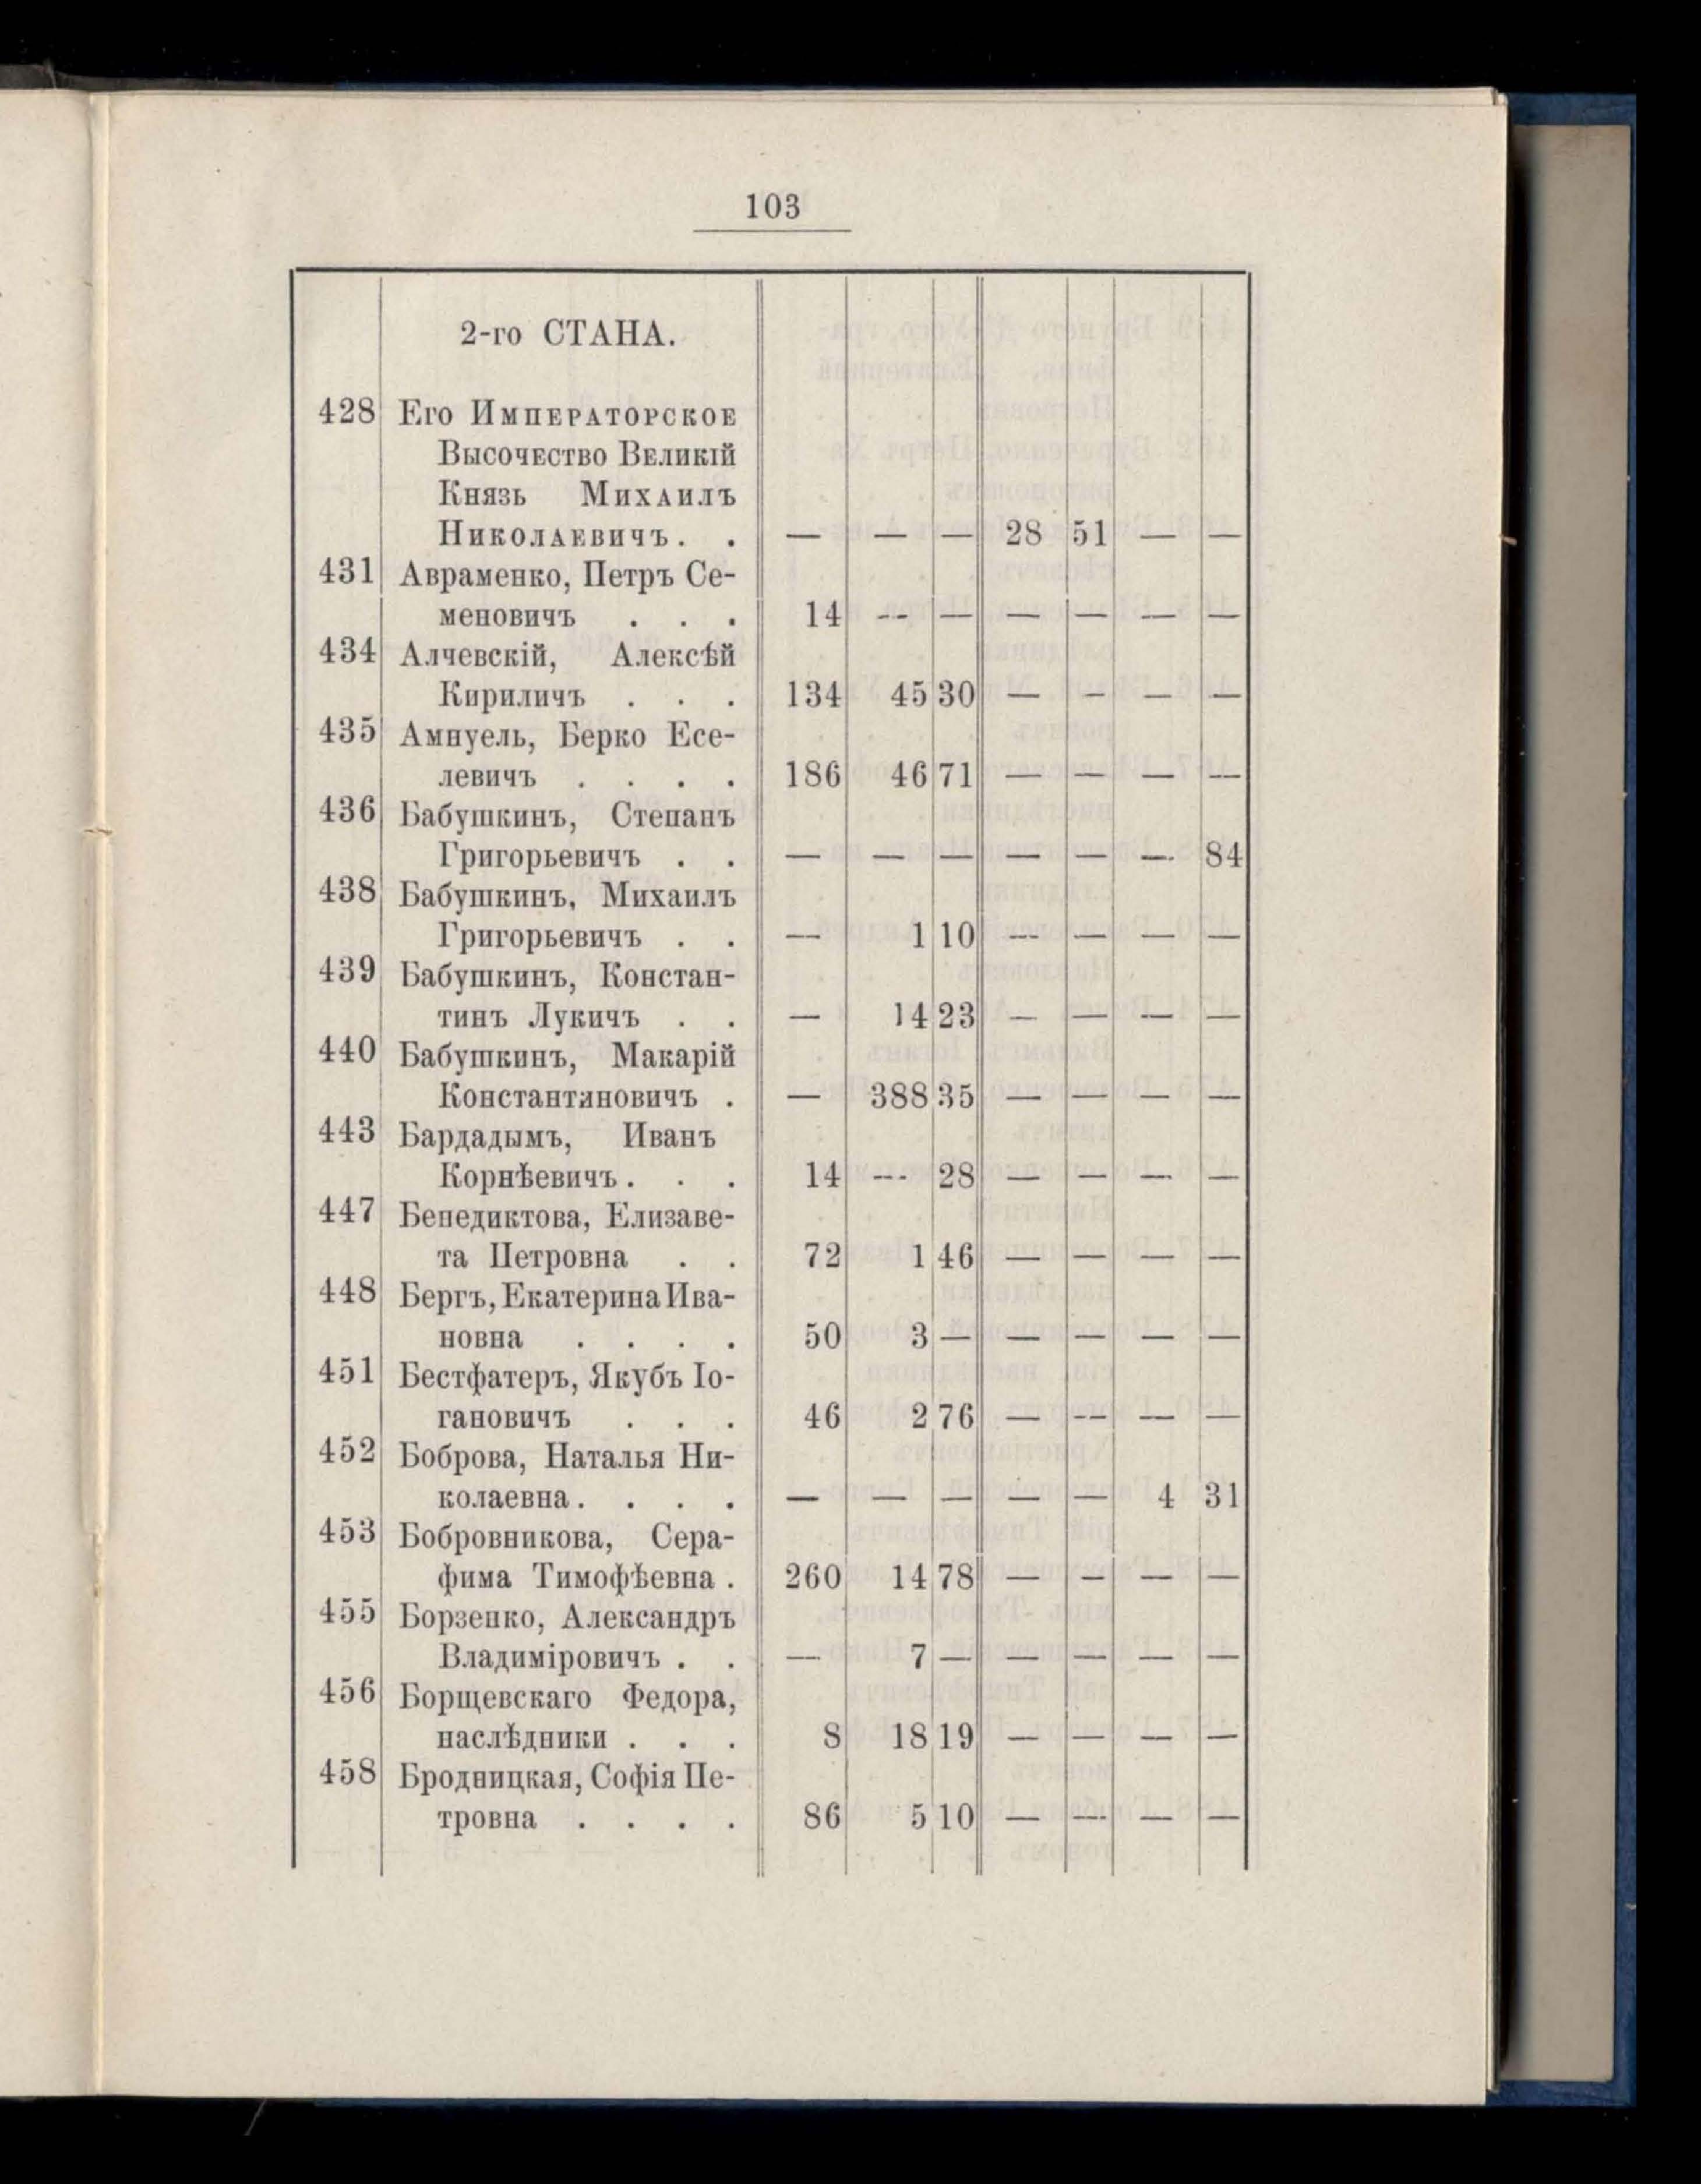 103
2-го СТАНА.
428 Его Императорское
Высочество Великій
Князь Михаилъ
Николаевичъ. . — — — 28 51 — —
431 Авраменко, Петръ Се-
меновичъ . . . 14 — — — — — —
434 Алчевскій, Алексѣй
Кириличъ . . . 134 45 30 — — — —
435 Ампуель, Берко Есе-
левичъ . . . . 186 46 71 — — — —
436 Бабушкинъ, Степанъ
Григорьевичъ . . — — — — — — 84
438 Бабушкинъ, Михаилъ
Григорьевичъ . . — 1 10 — — — —
439 Бабушкинъ, Констан-
тинъ Лукичъ . . — 14 23 — — — —
440 Бабушкинъ, Макарій
Константиновичъ . — 388 35 — — — —
443 Бардадымъ, Иванъ
Корнѣевичъ. . . 14 — 28 — — — —
447 Бенедиктова, Елизаве-
та Петровна . . 72 1 46 — — — —
448 Бергъ, Екатерина Ива-
новна . . . . 50 3 — — — — —
451 Бестфатеръ, Якубъ Іо-
гановичъ . . . 46 2 76 — — — —
452 Боброва, Наталья Ни-
колаевна. . . . — — — — — 4 31
453 Бобровникова, Сера-
фима Тимофѣевна . 260 14 78 — — — —
455 Борзенко, Александръ
Владиміровичъ . . — 7 — — — — —
456 Борщевскаго Федора,
наслѣдники . . . 8 18 19 — — — —
458 Бродницкая, Софія Пе-
тровна . . . . 86 5 10 — — — —